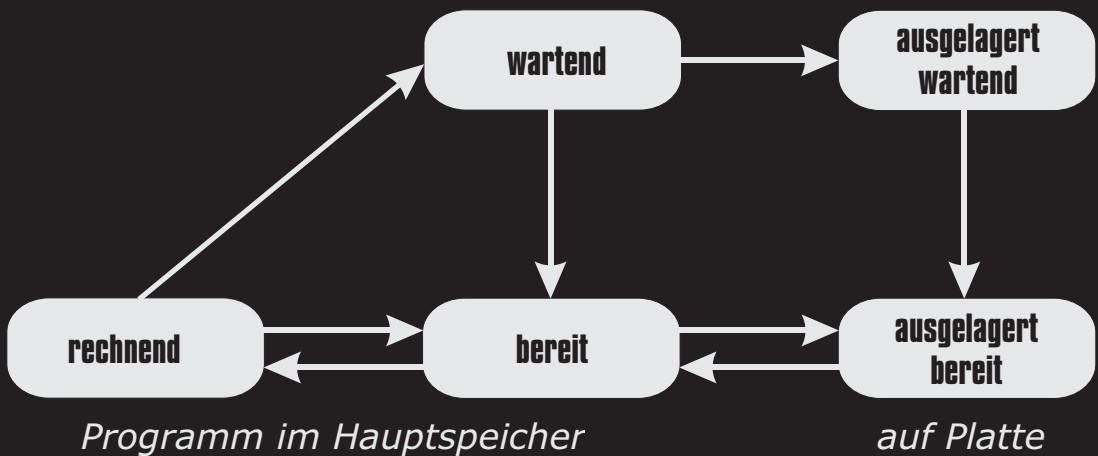 wartend
ausgelagert
wartend
rechnend
bereit
ausgelagert
bereit
Programm im Hauptspeicher
auf Platte